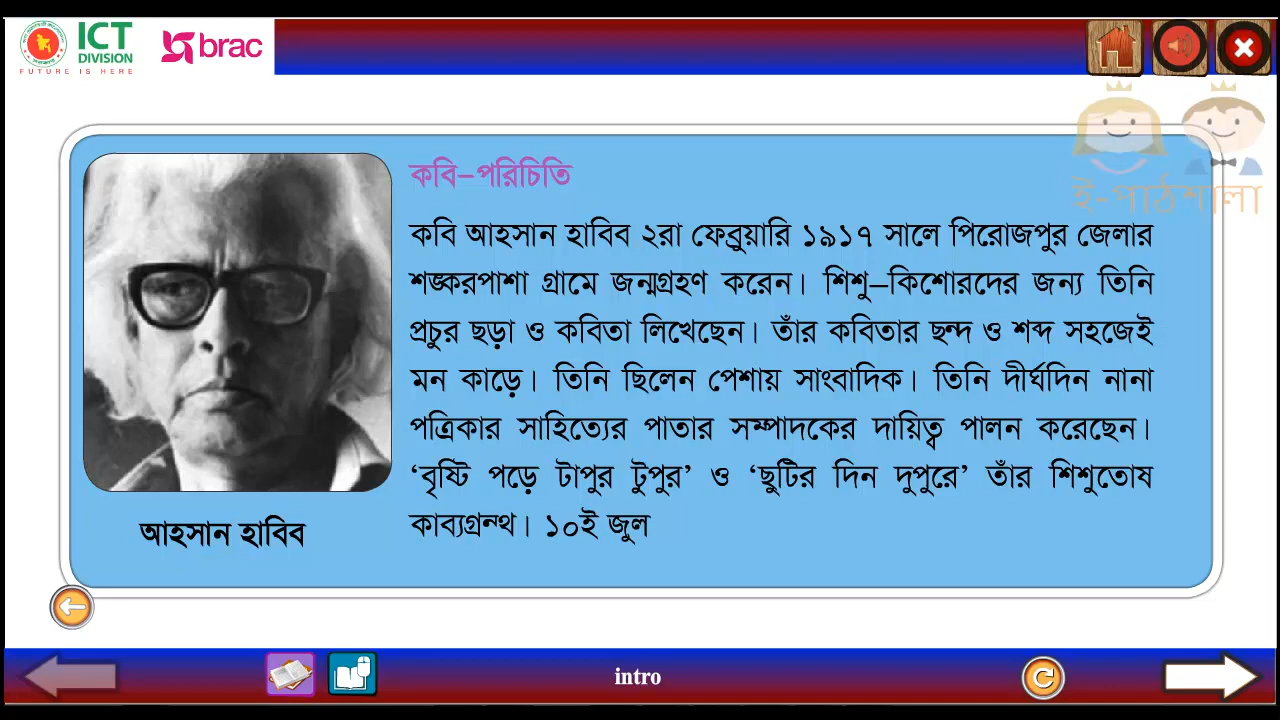 ICT
DIVISION
FUTURE IS HERE
brac
ই-পাঠশালা
কবি-পরিচিতি
কবি আহসান হাবিব ২রা ফেব্রুয়ারি ১৯১৭ সালে পিরোজপুর জেলার
শঙ্করপাশা গ্রামে জন্মগ্রহণ করেন। শিশু-কিশোরদের জন্য তিনি
প্রচুর ছড়া ও কবিতা লিখেছেন। তাঁর কবিতার ছন্দ ও শব্দ সহজেই
মন কাড়ে। তিনি ছিলেন পেশায় সাংবাদিক। তিনি দীর্ঘদিন নানা
পত্রিকার সাহিত্যের পাতার সম্পাদকের দায়িত্ব পালন করেছেন।
‘বৃষ্টি পড়ে টাপুর টুপুর’ ও ‘ছুটির দিন দুপুরে’ তাঁর শিশুতোষ
কাব্যগ্রন্থ। ১০ই জুল
আহসান হাবিব
intro